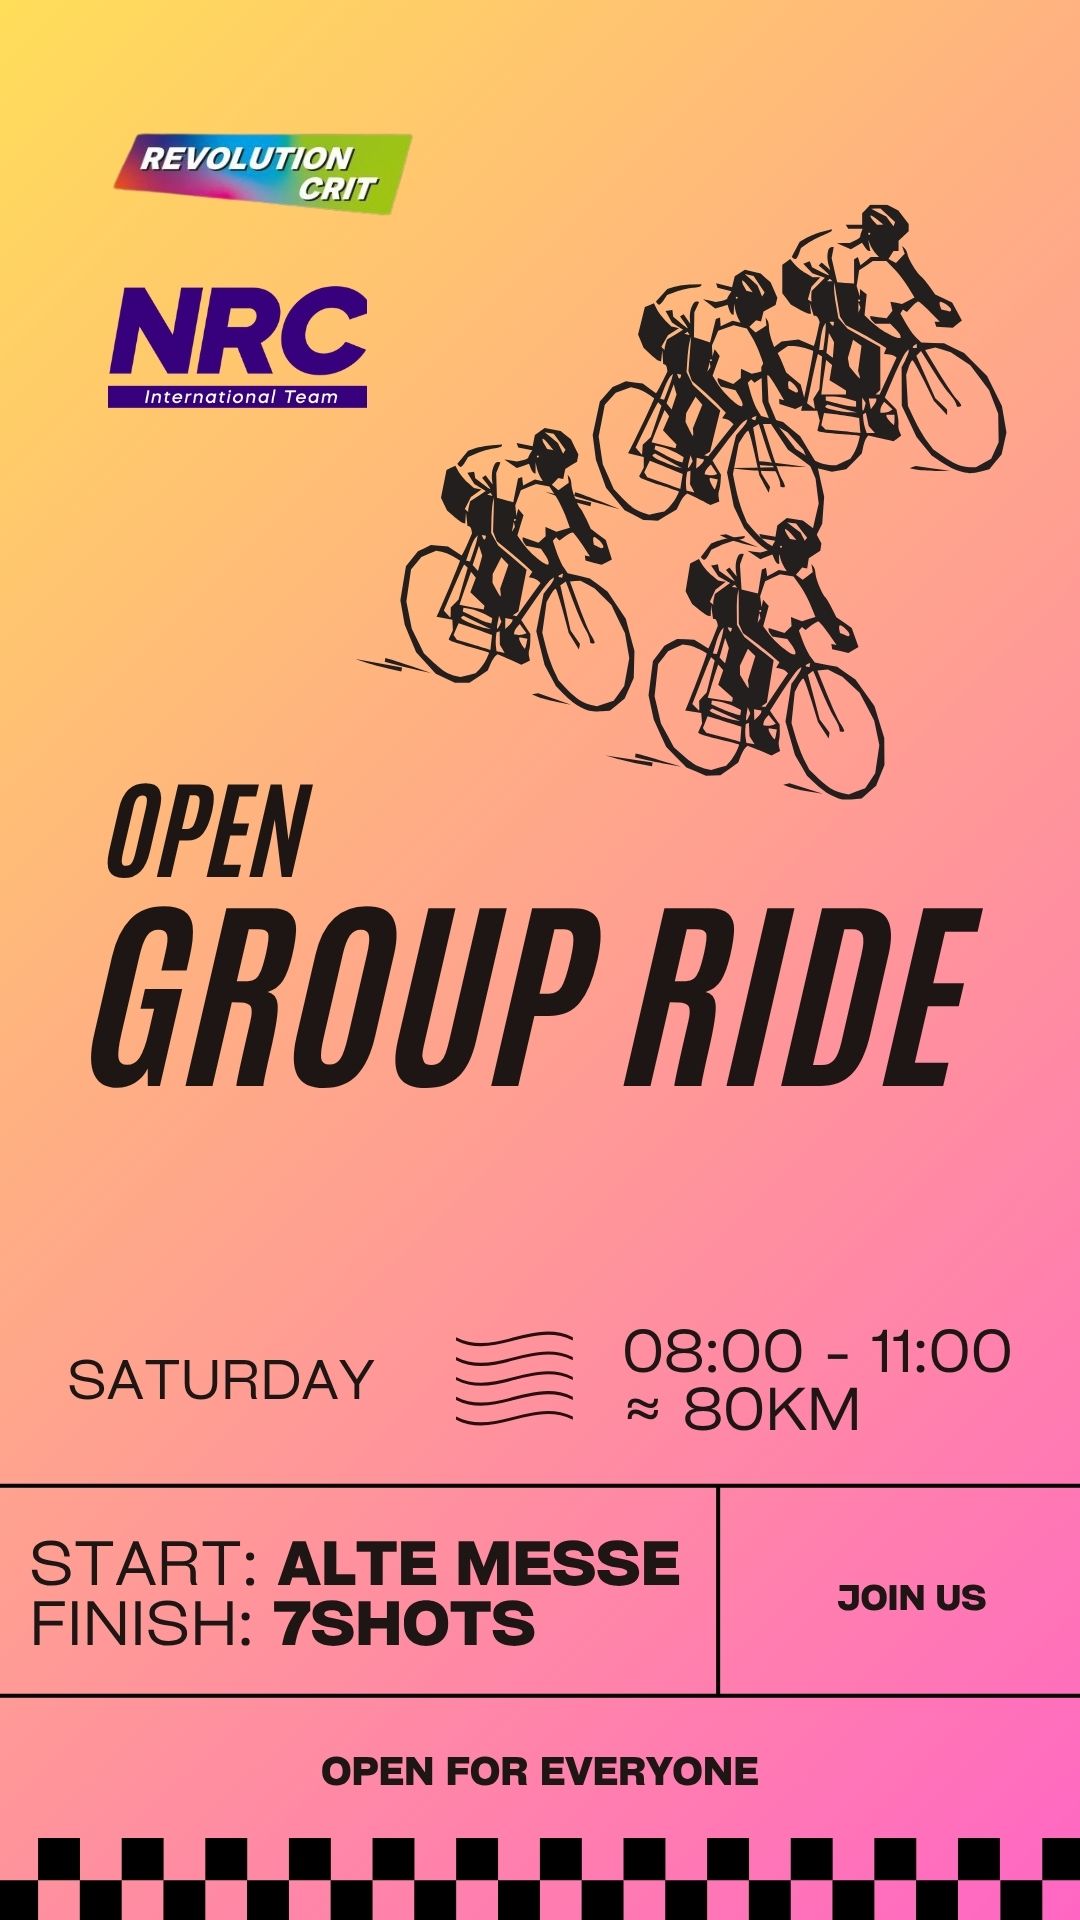 REVOLUTION
CRIT
NRC
International Team
OPEN
GROUP RIDE
SATURDAY
08:00 - 11:00
≈ 80KM
START: ALTE MESSE
FINISH: 7SHOTS
JOIN US
OPEN FOR EVERYONE